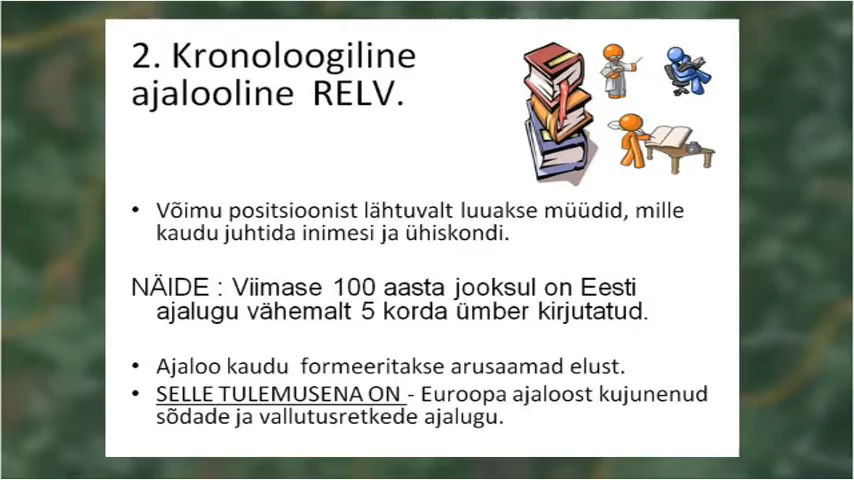 2. Kronoloogiline
ajalooline RELV.
• Võimu positsioonist lähtuvalt luuakse müüdid, mille
kaudu juhtida inimesi ja ühiskondi.
NÄIDE : Viimase 100 aasta jooksul on Eesti
ajalugu vähemalt 5 korda ümber kirjutatud.
• Ajaloo kaudu formeeritakse arusaamad elust.
• SELLE TULEMUSENA ON - Euroopa ajaloost kujunenud
sõdade ja vallutusretkede ajalugu.